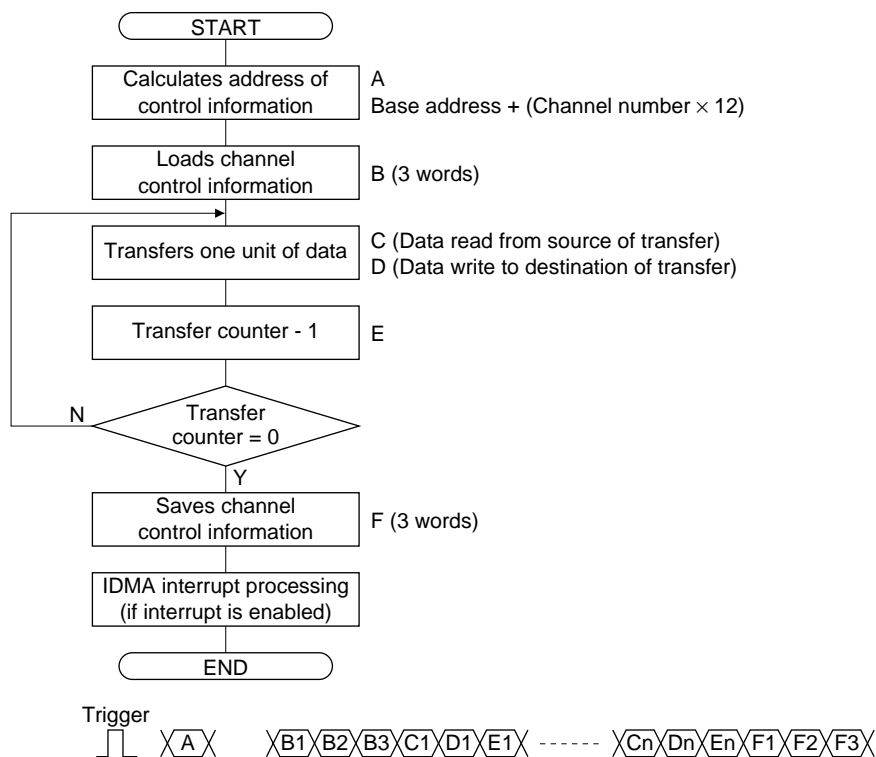 START
Calculates address of
control information
A
Base address + (Channel number × 12)
Loads channel
control information
B (3 words)
Transfers one unit of data
C (Data read from source of transfer)
D (Data write to destination of transfer)
Transfer counter - 1
E
N
Transfer
counter = 0
Y
Saves channel
control information
F (3 words)
IDMA interrupt processing
(if interrupt is enabled)
END
Trigger
A B1 B2 B3 C1 D1 E1 Cn Dn En F1 F2 F3